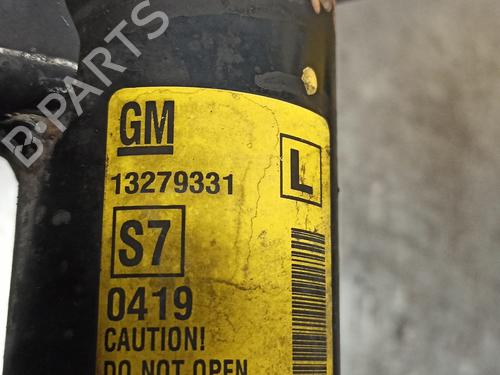 GM
13279331
L
S7
0419
CAUTION!
DO NOT OPEN
B-PARTS